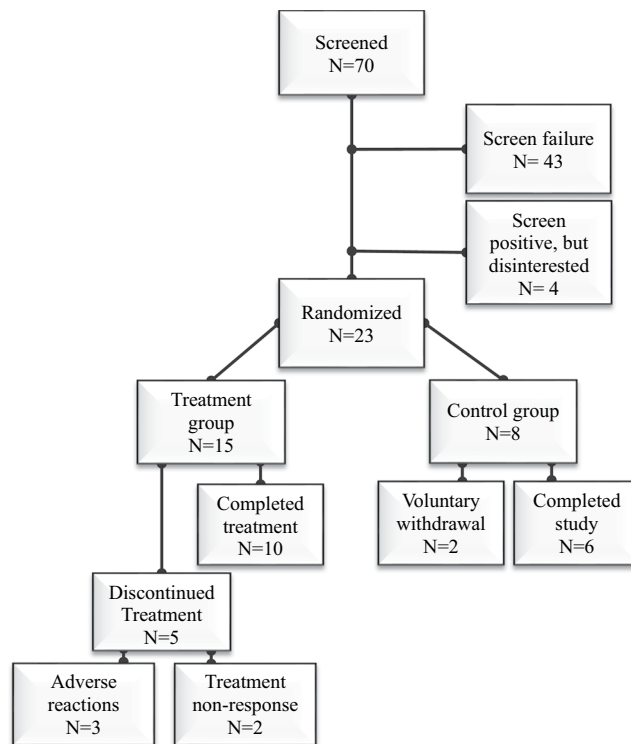 Screened
N=70
Screen failure
N= 43
Screen
positive, but
disinterested
N= 4
Randomized
N=23
Treatment
group
N=15
Control group
N=8
Completed
treatment
N=10
Voluntary
withdrawal
N=2
Completed
study
N=6
Discontinued
Treatment
N=5
Adverse
reactions
N=3
Treatment
non-response
N=2